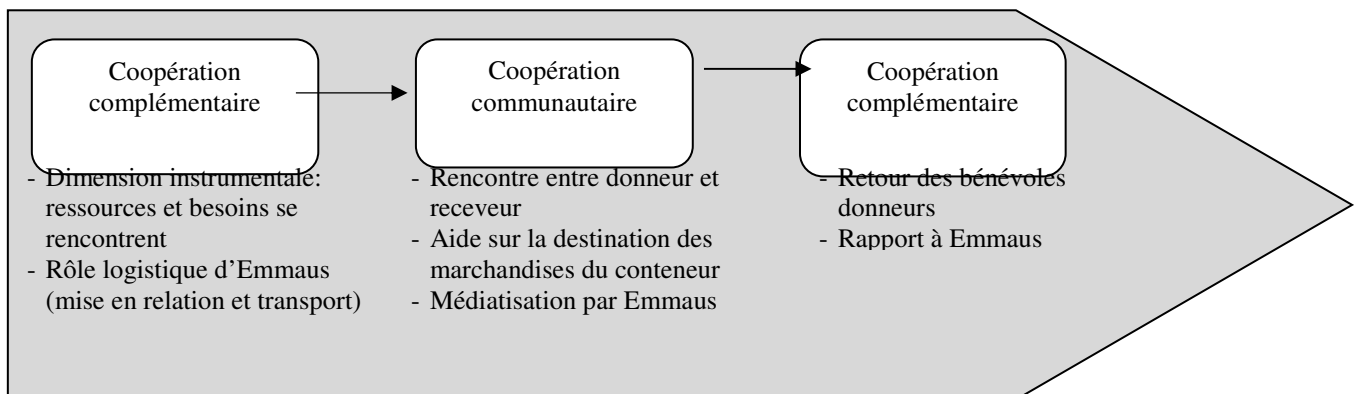 Coopération
complémentaire
- Dimension instrumentale:
ressources et besoins se
rencontrent
- Rôle logistique d’Emmaus
(mise en relation et transport)
Coopération
communautaire
- Rencontre entre donneur et
receveur
- Aide sur la destination des
marchandises du conteneur
- Médiatisation par Emmaus
Coopération
complémentaire
- Retour des bénévoles
donneurs
- Rapport à Emmaus